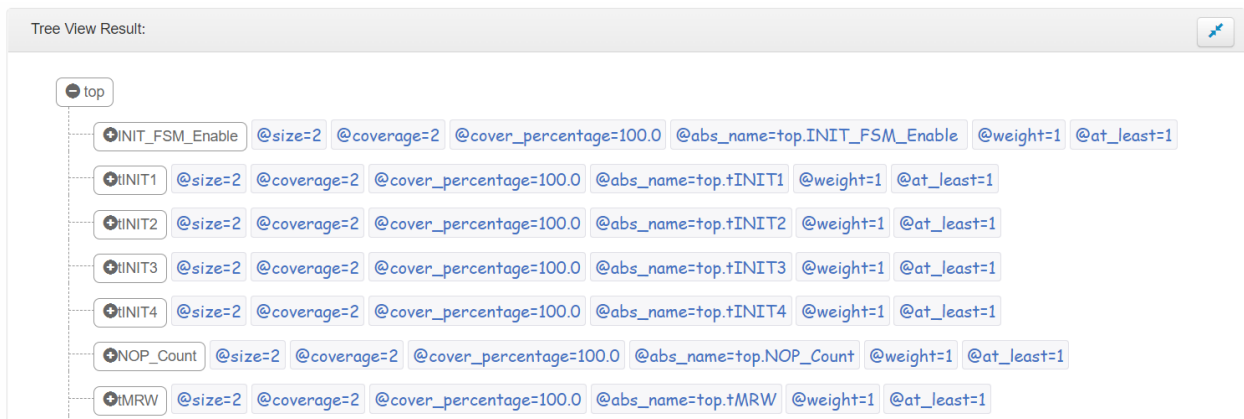 Tree View Result:
top
INIT_FSM_Enable @size=2 @coverage=2 @cover_percentage=100.0 @abs_name=top.INIT_FSM_Enable @weight=1 @at_least=1
tINIT1 @size=2 @coverage=2 @cover_percentage=100.0 @abs_name=top.tINIT1 @weight=1 @at_least=1
tINIT2 @size=2 @coverage=2 @cover_percentage=100.0 @abs_name=top.tINIT2 @weight=1 @at_least=1
tINIT3 @size=2 @coverage=2 @cover_percentage=100.0 @abs_name=top.tINIT3 @weight=1 @at_least=1
tINIT4 @size=2 @coverage=2 @cover_percentage=100.0 @abs_name=top.tINIT4 @weight=1 @at_least=1
NOP_Count @size=2 @coverage=2 @cover_percentage=100.0 @abs_name=top.NOP_Count @weight=1 @at_least=1
tMRW @size=2 @coverage=2 @cover_percentage=100.0 @abs_name=top.tMRW @weight=1 @at_least=1